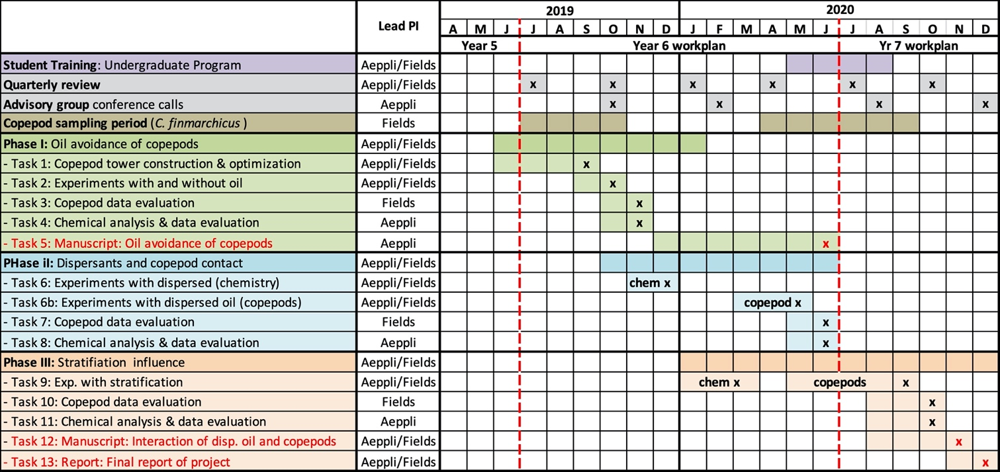 2019 2020
Lead PI
A M J J A S O N D J F M A M J J A S O N D
Year 5 Year 6 workplan Yr 7 workplan
Student Training: Undergraduate Program Aeppli/Fields
Quarterly review Aeppli/Fields x x x x x x
Advisory group conference calls Aeppli x x x x
Copepod sampling period (C. finmarchicus ) Fields
Phase I: Oil avoidance of copepods Aeppli/Fields
- Task 1: Copepod tower construction & optimization Aeppli/Fields x
- Task 2: Experiments with and without oil Aeppli/Fields x
- Task 3: Copepod data evaluation Fields x
- Task 4: Chemical analysis & data evaluation Aeppli x
- Task 5: Manuscript: Oil avoidance of copepods Aeppli x
PHase iI: Dispersants and copepod contact Aeppli/Fields
- Task 6: Experiments with dispersed (chemistry) Aeppli/Fields chem x
- Task 6b: Experiments with dispersed oil (copepods) Aeppli/Fields copepod x
- Task 7: Copepod data evaluation Fields x
- Task 8: Chemical analysis & data evaluation Aeppli x
Phase III: Stratifiation influence Aeppli/Fields
- Task 9: Exp. with stratification Aeppli/Fields chem x copepods x
- Task 10: Copepod data evaluation Fields x
- Task 11: Chemical analysis & data evaluation Aeppli x
- Task 12: Manuscript: Interaction of disp. oil and copepods Aeppli/Fields x
- Task 13: Report: Final report of project Aeppli/Fields x